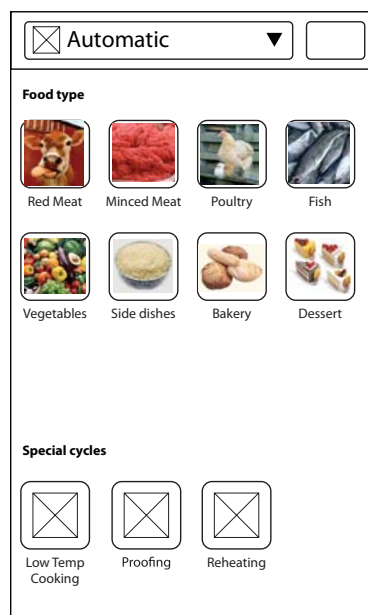 Automatic
Food type
Red Meat
Minced Meat
Poultry
Fish
Vegetables
Side dishes
Bakery
Dessert
Special cycles
Low Temp
Cooking
Proofing
Reheating